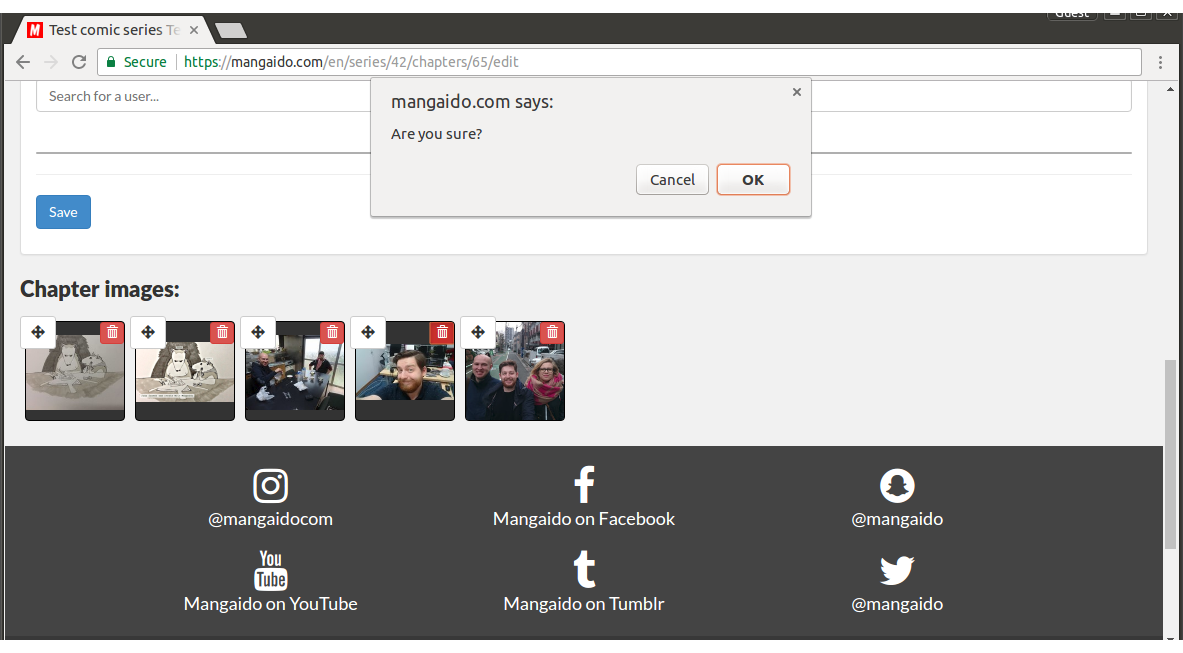 Guest
Test comic series Te
Secure
https://mangaido.com/en/series/42/chapters/65/edit
mangaido.com says:
Are you sure?
Cancel
OK
Search for a user...
Save
Chapter images:
@mangaidocom
Mangaido on Facebook
@mangaido
You
Tube
Mangaido on YouTube
Mangaido on Tumblr
@mangaido